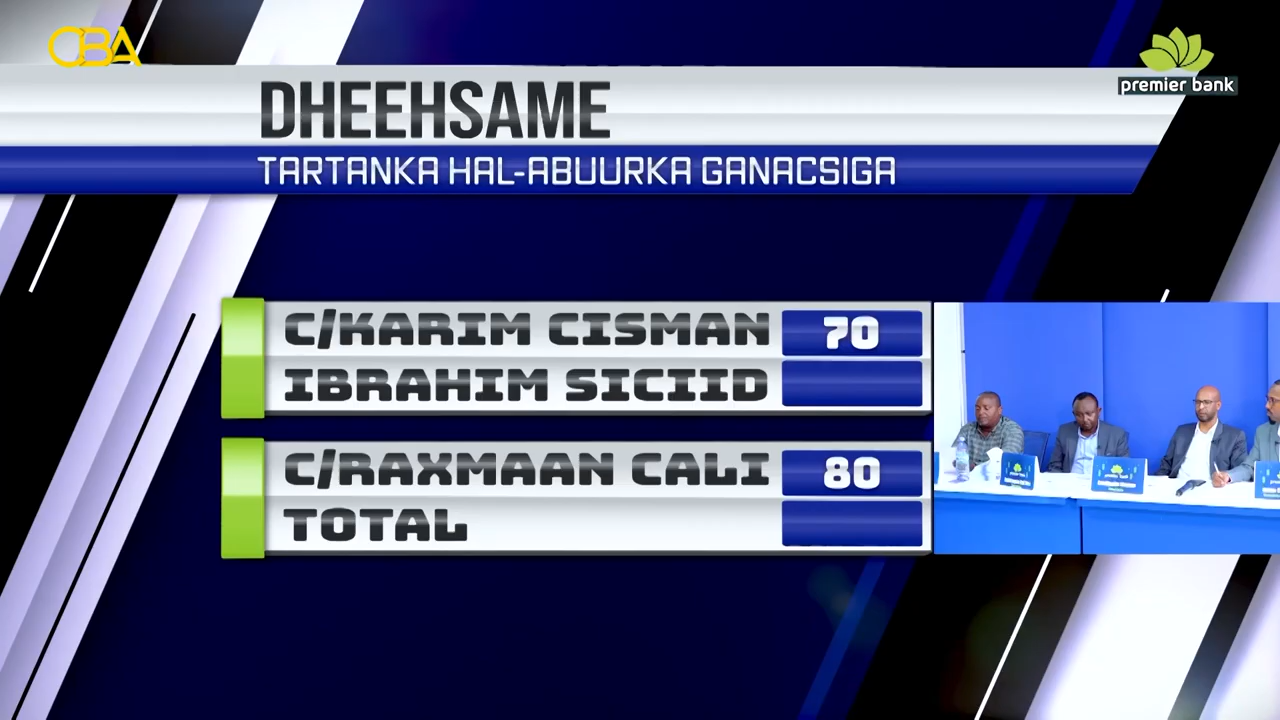 CBA
premier bank
DHEEHSAME
TARTANKA HAL-ABUURKA GANACSIGA
C/KARIM CISMAN 70
IBRAHIM SICIID
C/RAXMAAN CALI 80
TOTAL